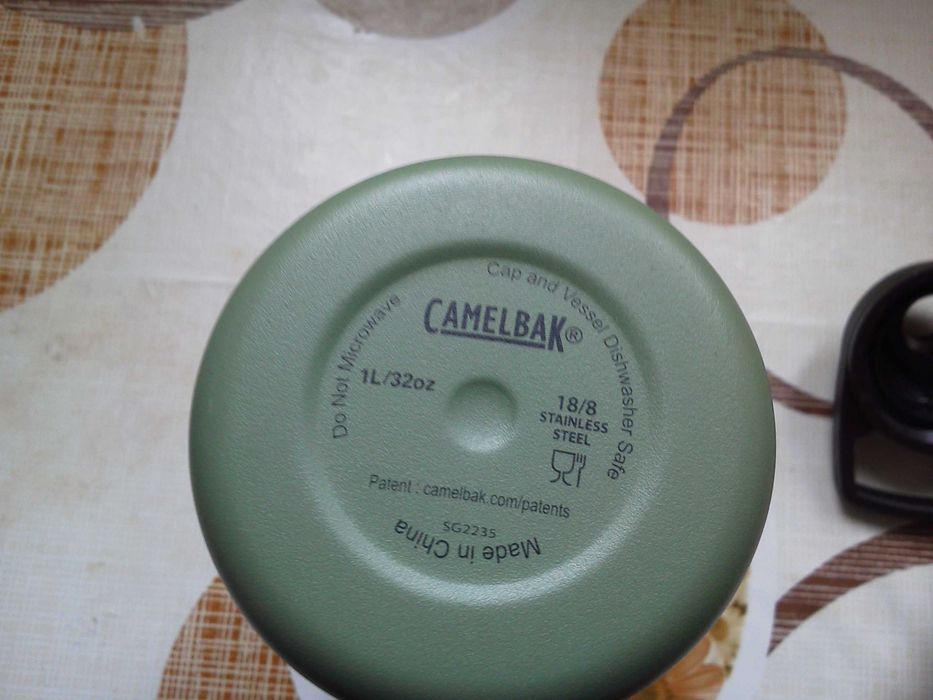 Cap and Vessel Dishwasher Safe
Do Not Microwave
CAMELBAK®
1L/32oz
18/8
STAINLESS
STEEL
Patent : camelbak.com/patents
SG2235
Made in China